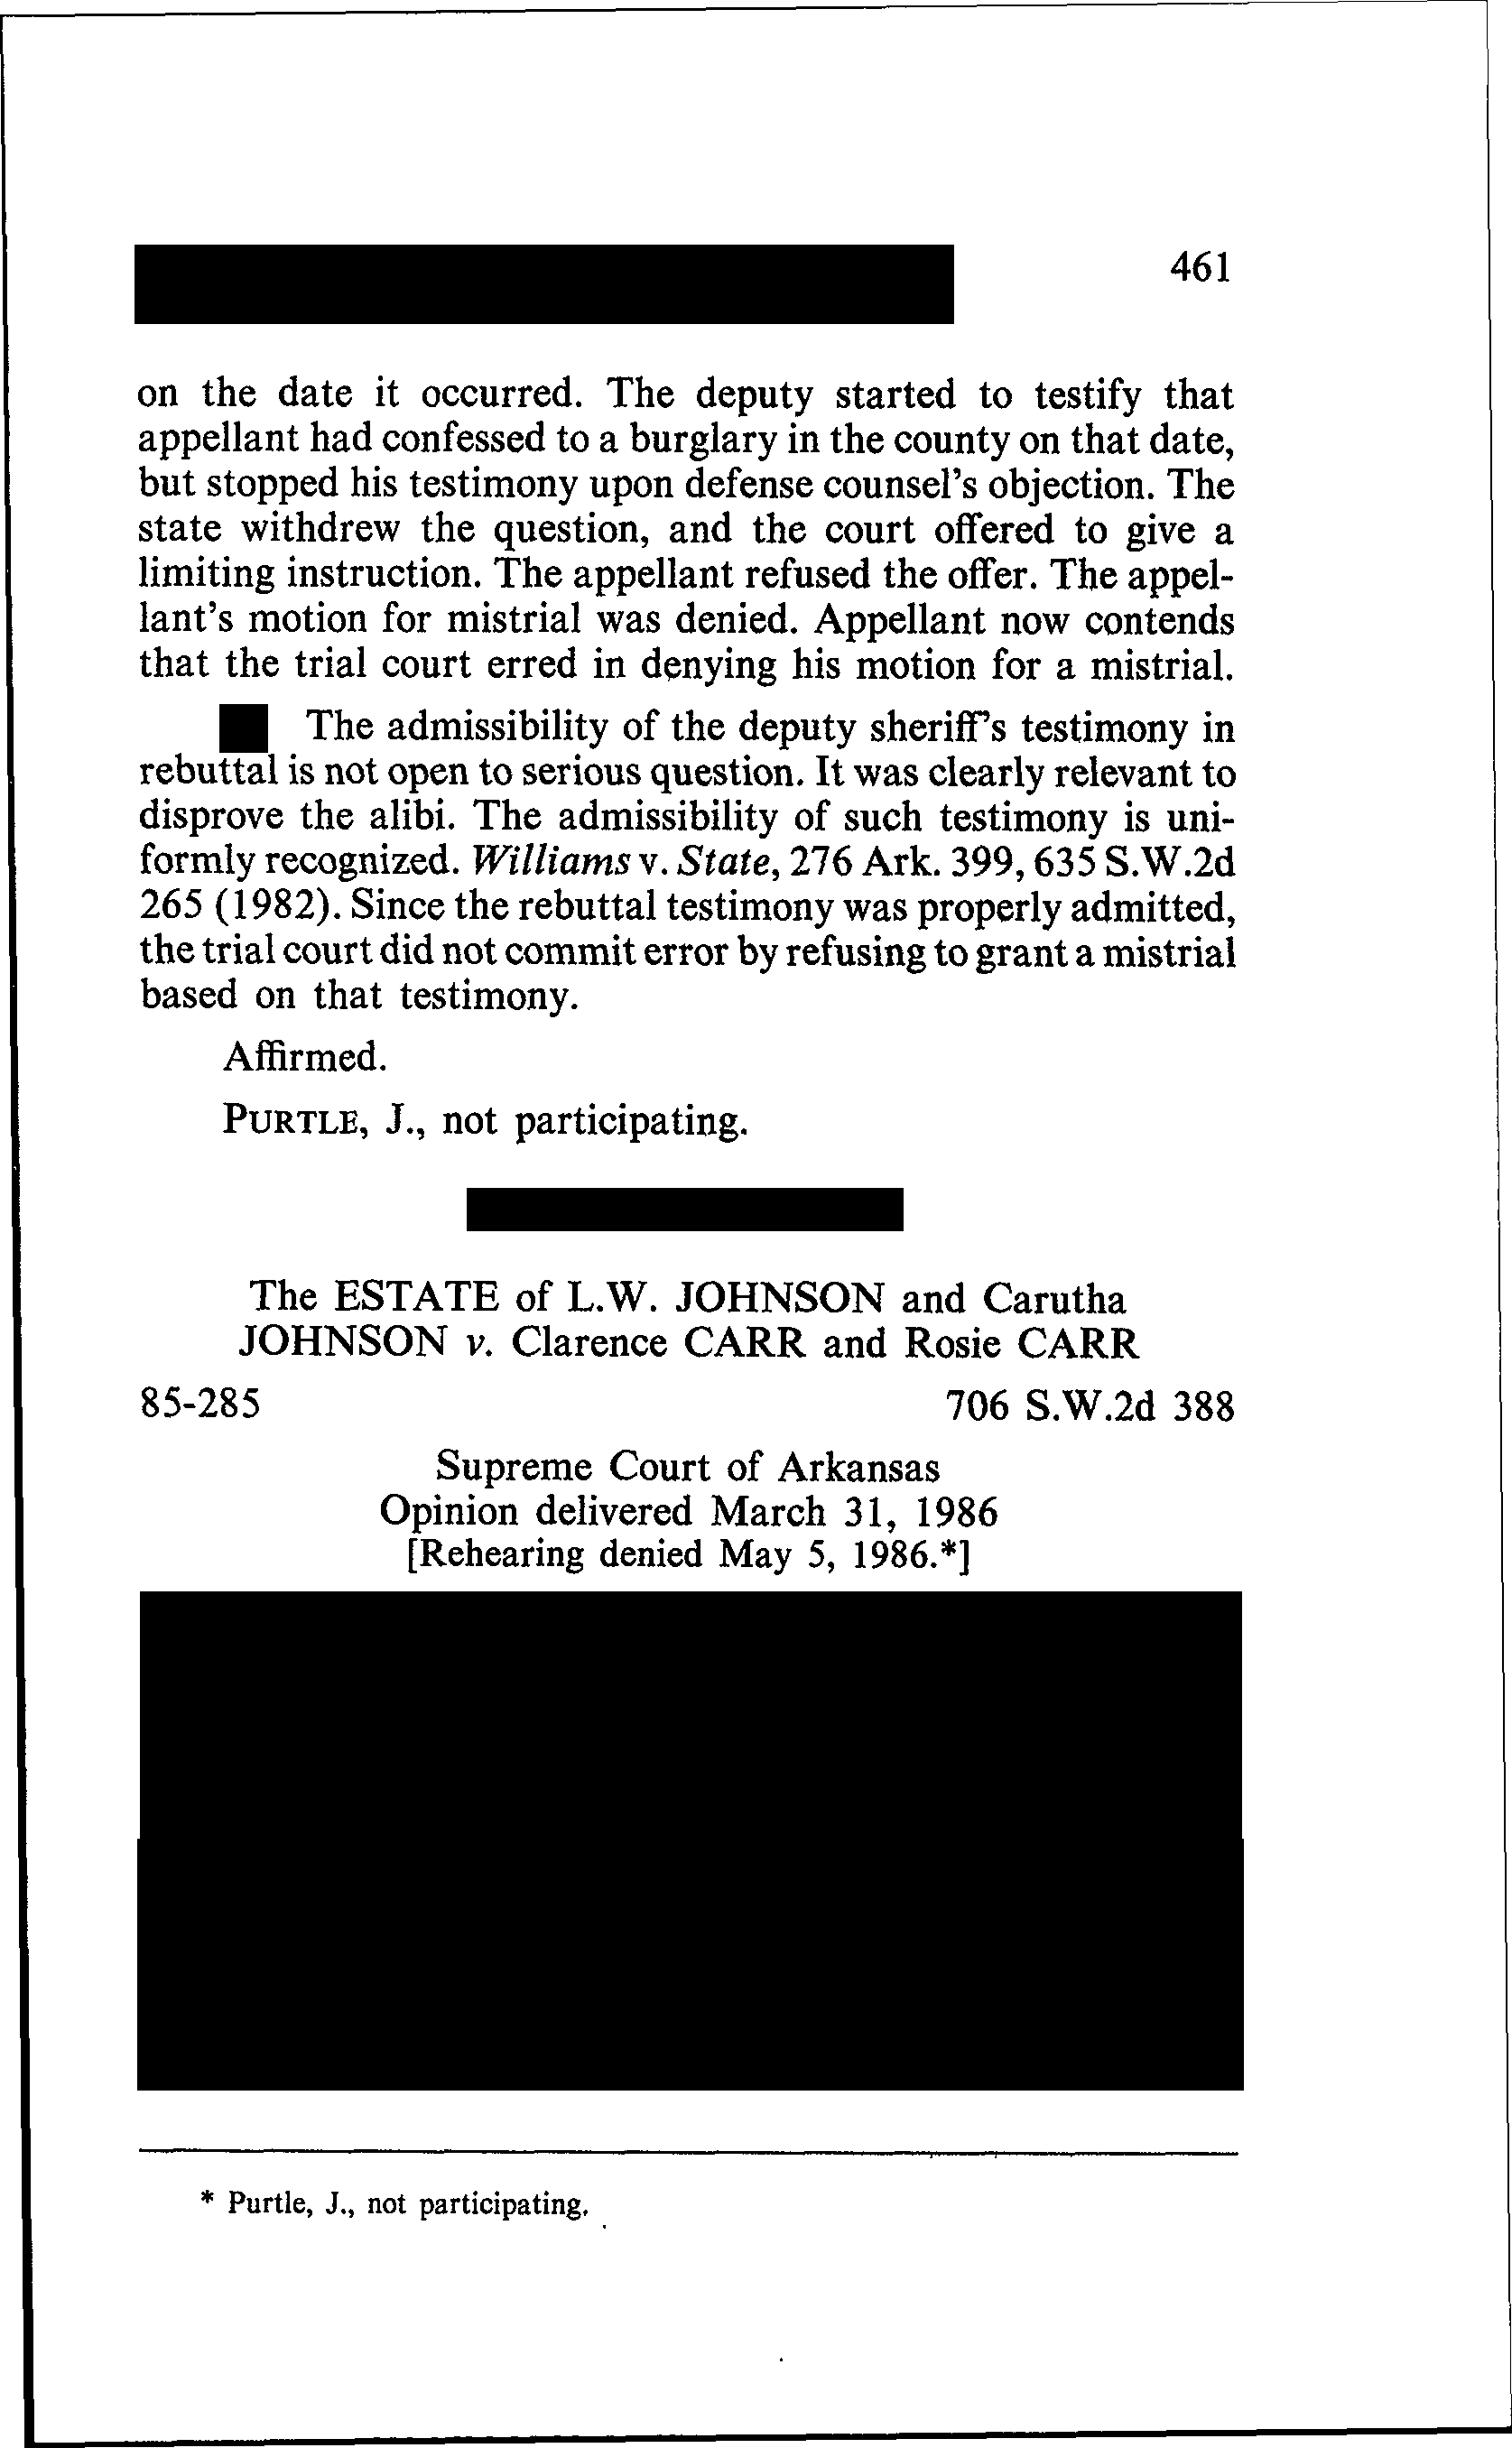 461
on the date it occurred. The deputy started to testify that
appellant had confessed to a burglary in the county on that date,
but stopped his testimony upon defense counsel's objection. The
state withdrew the question, and the court offered to give a
limiting instruction. The appellant refused the offer. The appel-
lant's motion for mistrial was denied. Appellant now contends
that the trial court erred in denying his motion for a mistrial.
The admissibility of the deputy sheriff's testimony in
rebuttal is not open to serious question. It was clearly relevant to
disprove the alibi. The admissibility of such testimony is uni-
formly recognized. Williams v. State, 276 Ark. 399, 635 S.W.2d
265 (1982). Since the rebuttal testimony was properly admitted,
the trial court did not commit error by refusing to grant a mistrial
based on that testimony.
Affirmed.
PURTLE, J., not participating.
The ESTATE of L.W. JOHNSON and Carutha
JOHNSON v. Clarence CARR and Rosie CARR
85-285 706 S.W.2d 388
Supreme Court of Arkansas
Opinion delivered March 31, 1986
[Rehearing denied May 5, 1986.*]
* Purtle, J., not participating.